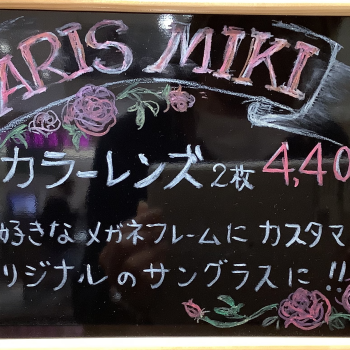 ARIS MIKI
カラーレンズ 2枚 4,40
好きなメガネフレームに カスタマ
リジナルのサングラスに!!